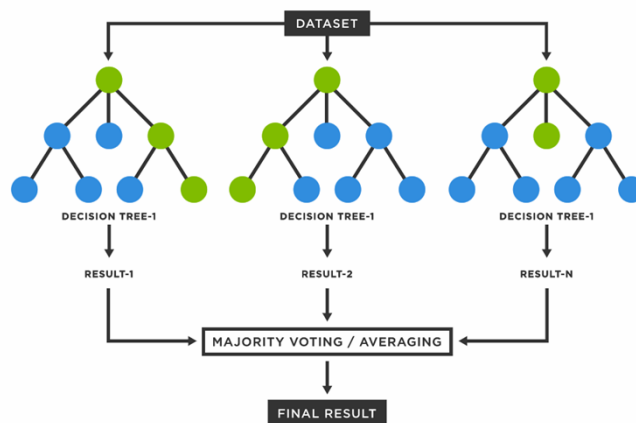 DATASET
DECISION TREE-1
DECISION TREE-1
DECISION TREE-1
RESULT-1
RESULT-2
RESULT-N
MAJORITY VOTING / AVERAGING
FINAL RESULT